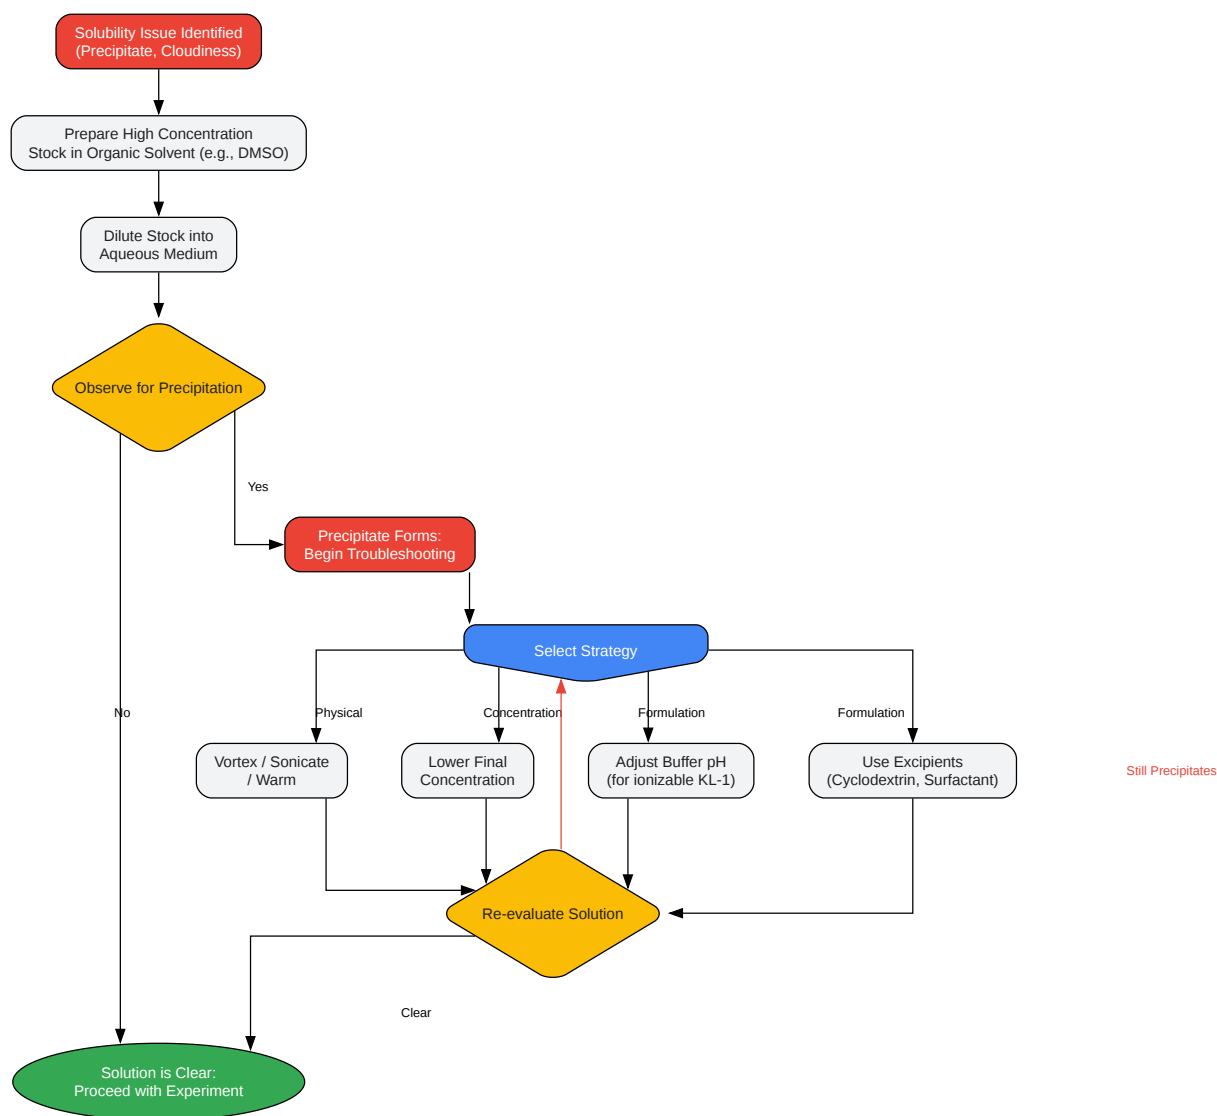 Solubility Issue Identified
(Precipitate, Cloudiness)
Prepare High Concentration
Stock in Organic Solvent (e.g., DMSO)
Dilute Stock into
Aqueous Medium
Observe for Precipitation
Yes
Precipitate Forms:
Begin Troubleshooting
Select Strategy
No
Physical
Concentration
Formulation
Formulation
Vortex / Sonicate
/ Warm
Lower Final
Concentration
Adjust Buffer pH
(for ionizable KL-1)
Use Excipients
(Cyclodextrin, Surfactant)
Still Precipitates
Re-evaluate Solution
Clear
Solution is Clear:
Proceed with Experiment